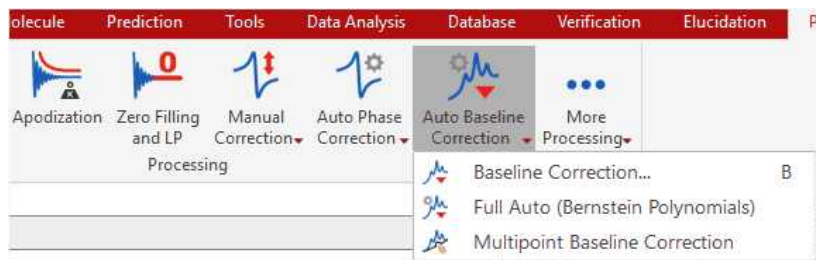 olecule Prediction Tools Data Analysis Database Verification Elucidation P
0
Apodization Zero Filling Manual Auto Phase Auto Baseline More
and LP Correction Correction Correction Processing
Processing
Baseline Correction... B
Full Auto (Bernstein Polynomials)
Multipoint Baseline Correction